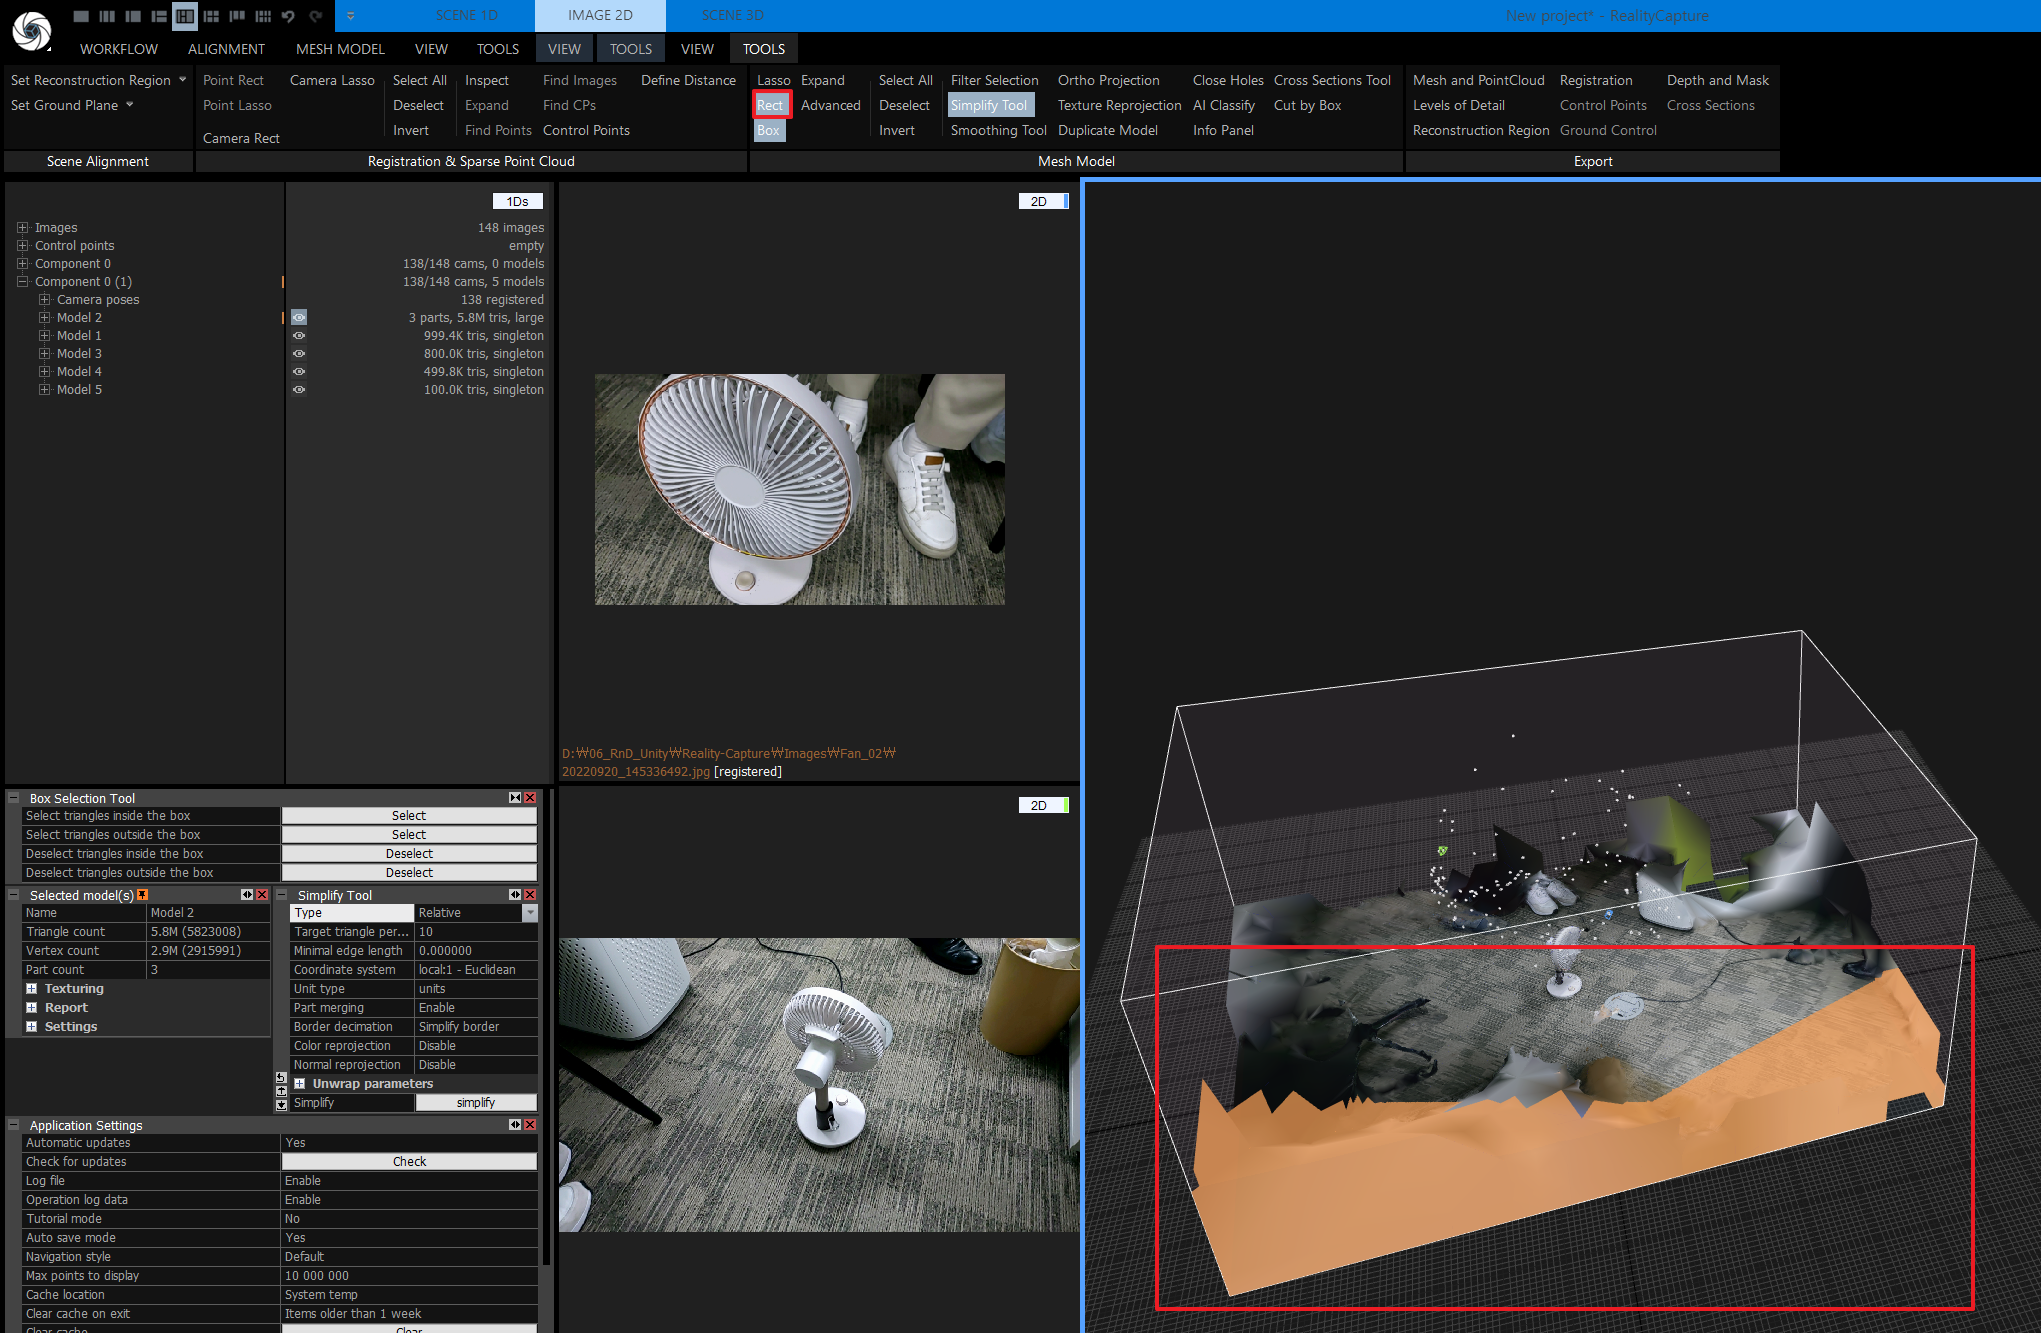 SCENE 1D IMAGE 2D SCENE 3D New project* - RealityCapture
WORKFLOW ALIGNMENT MESH MODEL VIEW TOOLS VIEW TOOLS VIEW TOOLS
Set Reconstruction Region Point Rect Camera Lasso Select All Inspect Find Images Define Distance Lasso Expand Select All Filter Selection Ortho Projection Close Holes Cross Sections Tool Mesh and PointCloud Registration Depth and Mask
Set Ground Plane Point Lasso Deselect Expand Find CPs Rect Advanced Deselect Simplify Tool Texture Reprojection AI Classify Cut by Box Levels of Detail Control Points Cross Sections
Camera Rect Invert Find Points Control Points Box Invert Smoothing Tool Duplicate Model Info Panel Reconstruction Region Ground Control
Scene Alignment Registration & Sparse Point Cloud Mesh Model Export
1Ds
Images 148 images
Control points empty
Component 0 138/148 cams, 0 models
Component 0 (1) 138/148 cams, 5 models
Camera poses 138 registered
Model 2 3 parts, 5.8M tris, large
Model 1 999.4K tris, singleton
Model 3 800.0K tris, singleton
Model 4 499.8K tris, singleton
Model 5 100.0K tris, singleton
2D
D:₩06_RnD_Unity₩Reality-Capture₩Images₩Fan_02₩
20220920_145336492.jpg [registered]
2D
Box Selection Tool
Select triangles inside the box Select
Select triangles outside the box Select
Deselect triangles inside the box Deselect
Deselect triangles outside the box Deselect
Selected model(s)
Name Model 2
Triangle count 5.8M (5823008)
Vertex count 2.9M (2915991)
Part count 3
Texturing
Report
Settings
Simplify Tool
Type Relative
Target triangle per... 10
Minimal edge length 0.000000
Coordinate system local:1 - Euclidean
Unit type units
Part merging Enable
Border decimation Simplify border
Color reprojection Disable
Normal reprojection Disable
Unwrap parameters
Simplify simplify
Application Settings
Automatic updates Yes
Check for updates Check
Log file Enable
Operation log data Enable
Tutorial mode No
Auto save mode Yes
Navigation style Default
Max points to display 10 000 000
Cache location System temp
Clear cache on exit Items older than 1 week
Clear cache Clear